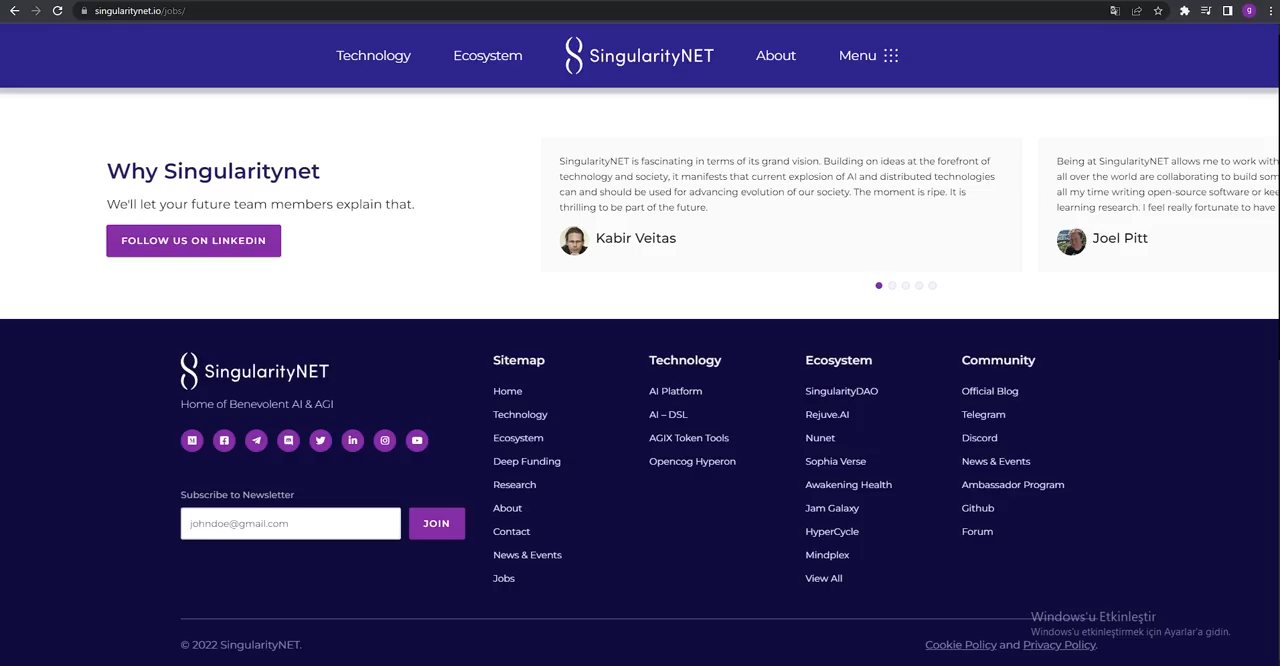 singularitynet.io/jobs/
g
Technology
Ecosystem
SingularityNET
About
Menu
Why Singularitynet
We'll let your future team members explain that.
FOLLOW US ON LINKEDIN
SingularityNET is fascinating in terms of its grand vision. Building on ideas at the forefront of
technology and society, it manifests that current explosion of AI and distributed technologies
can and should be used for advancing evolution of our society. The moment is ripe. It is
thrilling to be part of the future.
Kabir Veitas
Being at SingularityNET allows me to work with
all over the world are collaborating to build som
all my time writing open-source software or kee
learning research. I feel really fortunate to have
Joel Pitt
SingularityNET
Home of Benevolent AI & AGI
Subscribe to Newsletter
johndoe@gmail.com
JOIN
Sitemap
Home
Technology
Ecosystem
Deep Funding
Research
About
Contact
News & Events
Jobs
Technology
AI Platform
AI – DSL
AGIX Token Tools
Opencog Hyperon
Ecosystem
SingularityDAO
Rejuve.AI
Nunet
Sophia Verse
Awakening Health
Jam Galaxy
HyperCycle
Mindplex
View All
Community
Official Blog
Telegram
Discord
News & Events
Ambassador Program
Github
Forum
Windows'u Etkinleştir
Windows'u etkinleştirmek için Ayarlar'a gidin.
© 2022 SingularityNET.
Cookie Policy and Privacy Policy.